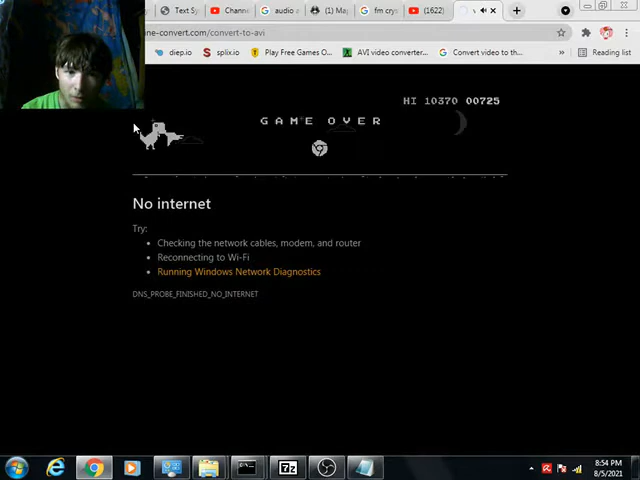 Text Sy
Channe
audio a
(1) Ma
fm crys
(1622)
ne-convert.com/convert-to-avi
diep.io
splix.io
Play Free Games O...
AVI video converter...
Convert video to th...
Reading list
HI 10370 00725
GAME OVER
No internet
Try:
• Checking the network cables, modem, and router
• Reconnecting to Wi-Fi
• Running Windows Network Diagnostics
DNS_PROBE_FINISHED_NO_INTERNET
8:54 PM
8/5/2021